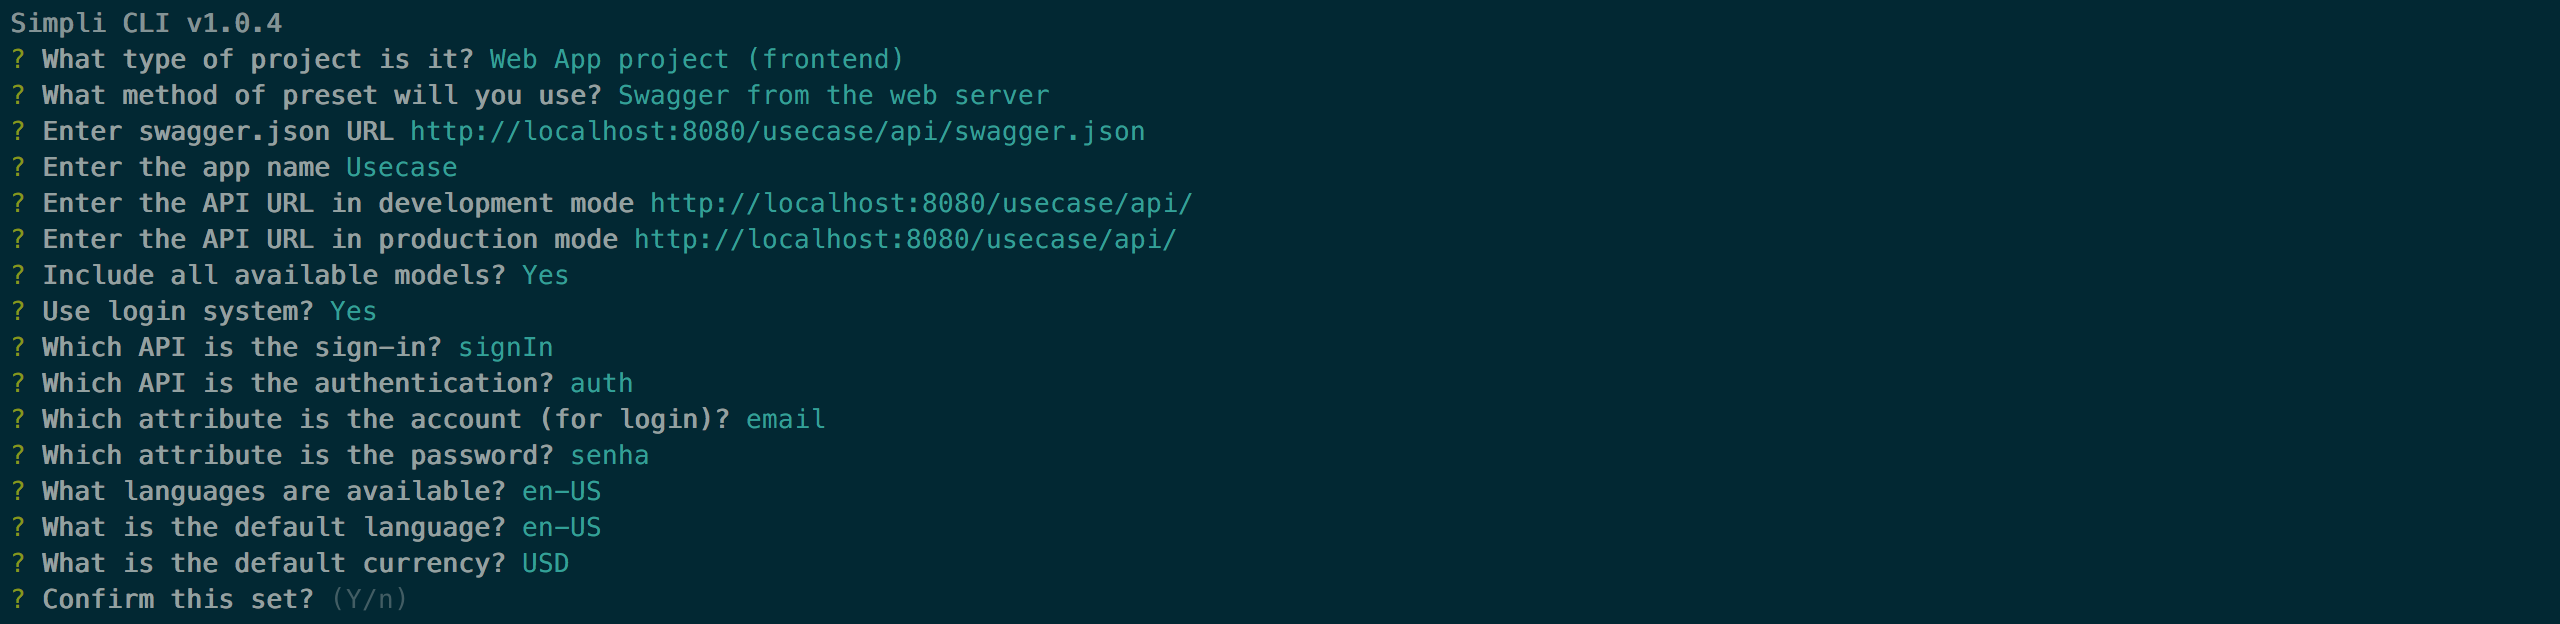 Simpli CLI v1.0.4
? What type of project is it? Web App project (frontend)
? What method of preset will you use? Swagger from the web server
? Enter swagger.json URL http://localhost:8080/usecase/api/swagger.json
? Enter the app name Usecase
? Enter the API URL in development mode http://localhost:8080/usecase/api/
? Enter the API URL in production mode http://localhost:8080/usecase/api/
? Include all available models? Yes
? Use login system? Yes
? Which API is the sign-in? signIn
? Which API is the authentication? auth
? Which attribute is the account (for login)? email
? Which attribute is the password? senha
? What languages are available? en-US
? What is the default language? en-US
? What is the default currency? USD
? Confirm this set? (Y/n)